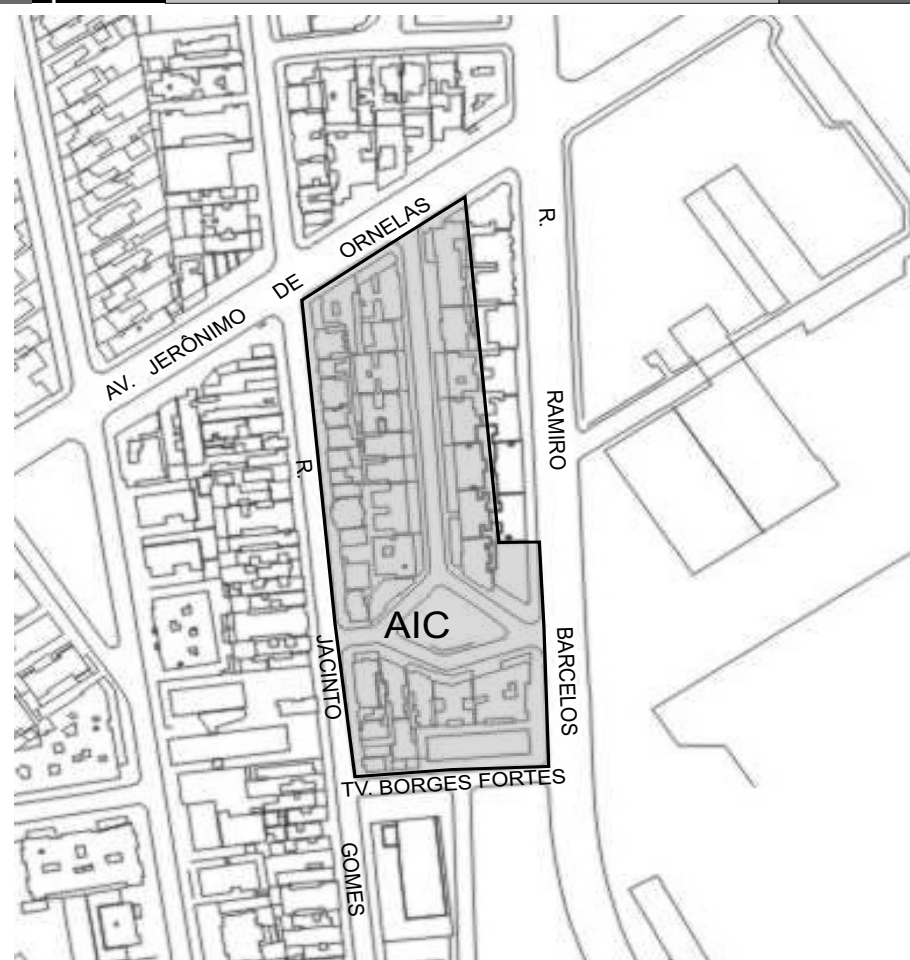 AV. JERÔNIMO DE ORNELAS
R. RAMIRO BARCELOS
R. JACINTO GOMES
AIC
TV. BORGES FORTES